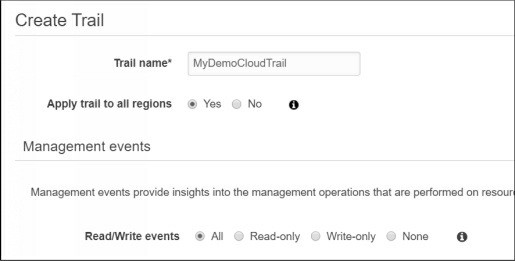 Create Trail
Trail name* MyDemoCloudTrail
Apply trail to all regions Yes No
Management events
Management events provide insights into the management operations that are performed on
Read/Write events All Read-only Write-only None